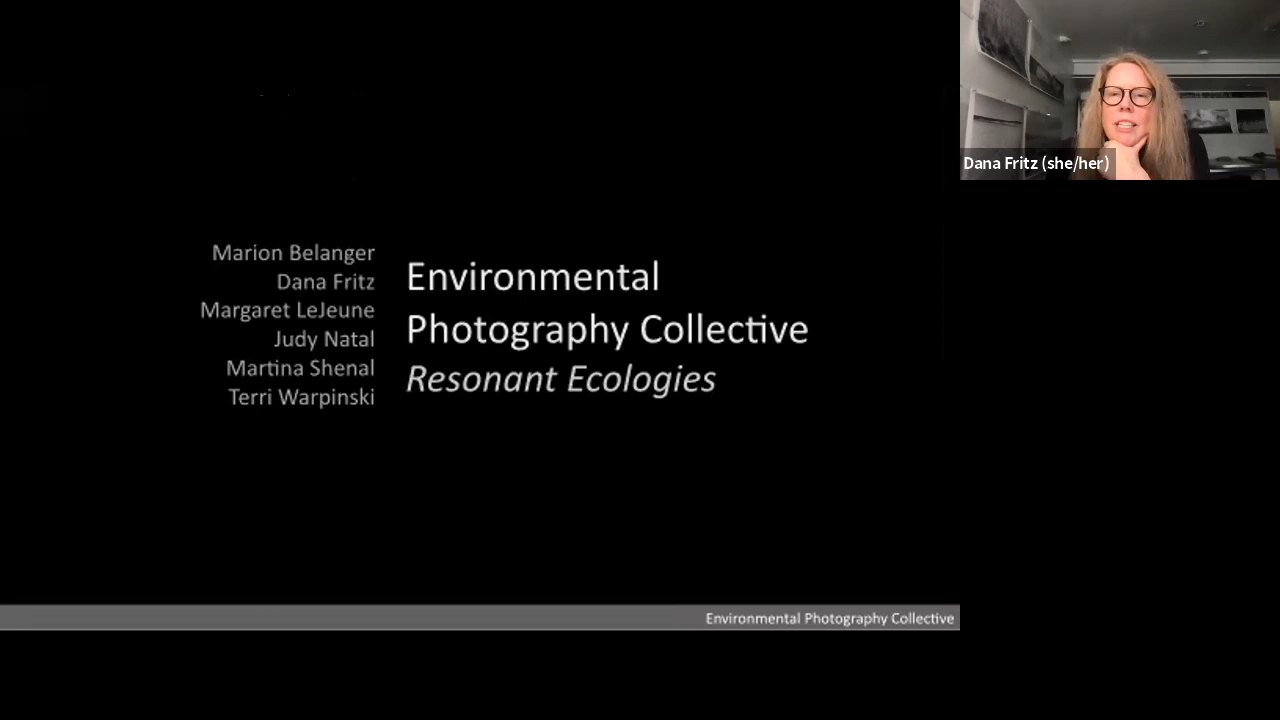 Dana Fritz (she/her)
Marion Belanger
Dana Fritz
Margaret LeJeune
Judy Natal
Martina Shenal
Terri Warpinski
Environmental
Photography Collective
Resonant Ecologies
Environmental Photography Collective